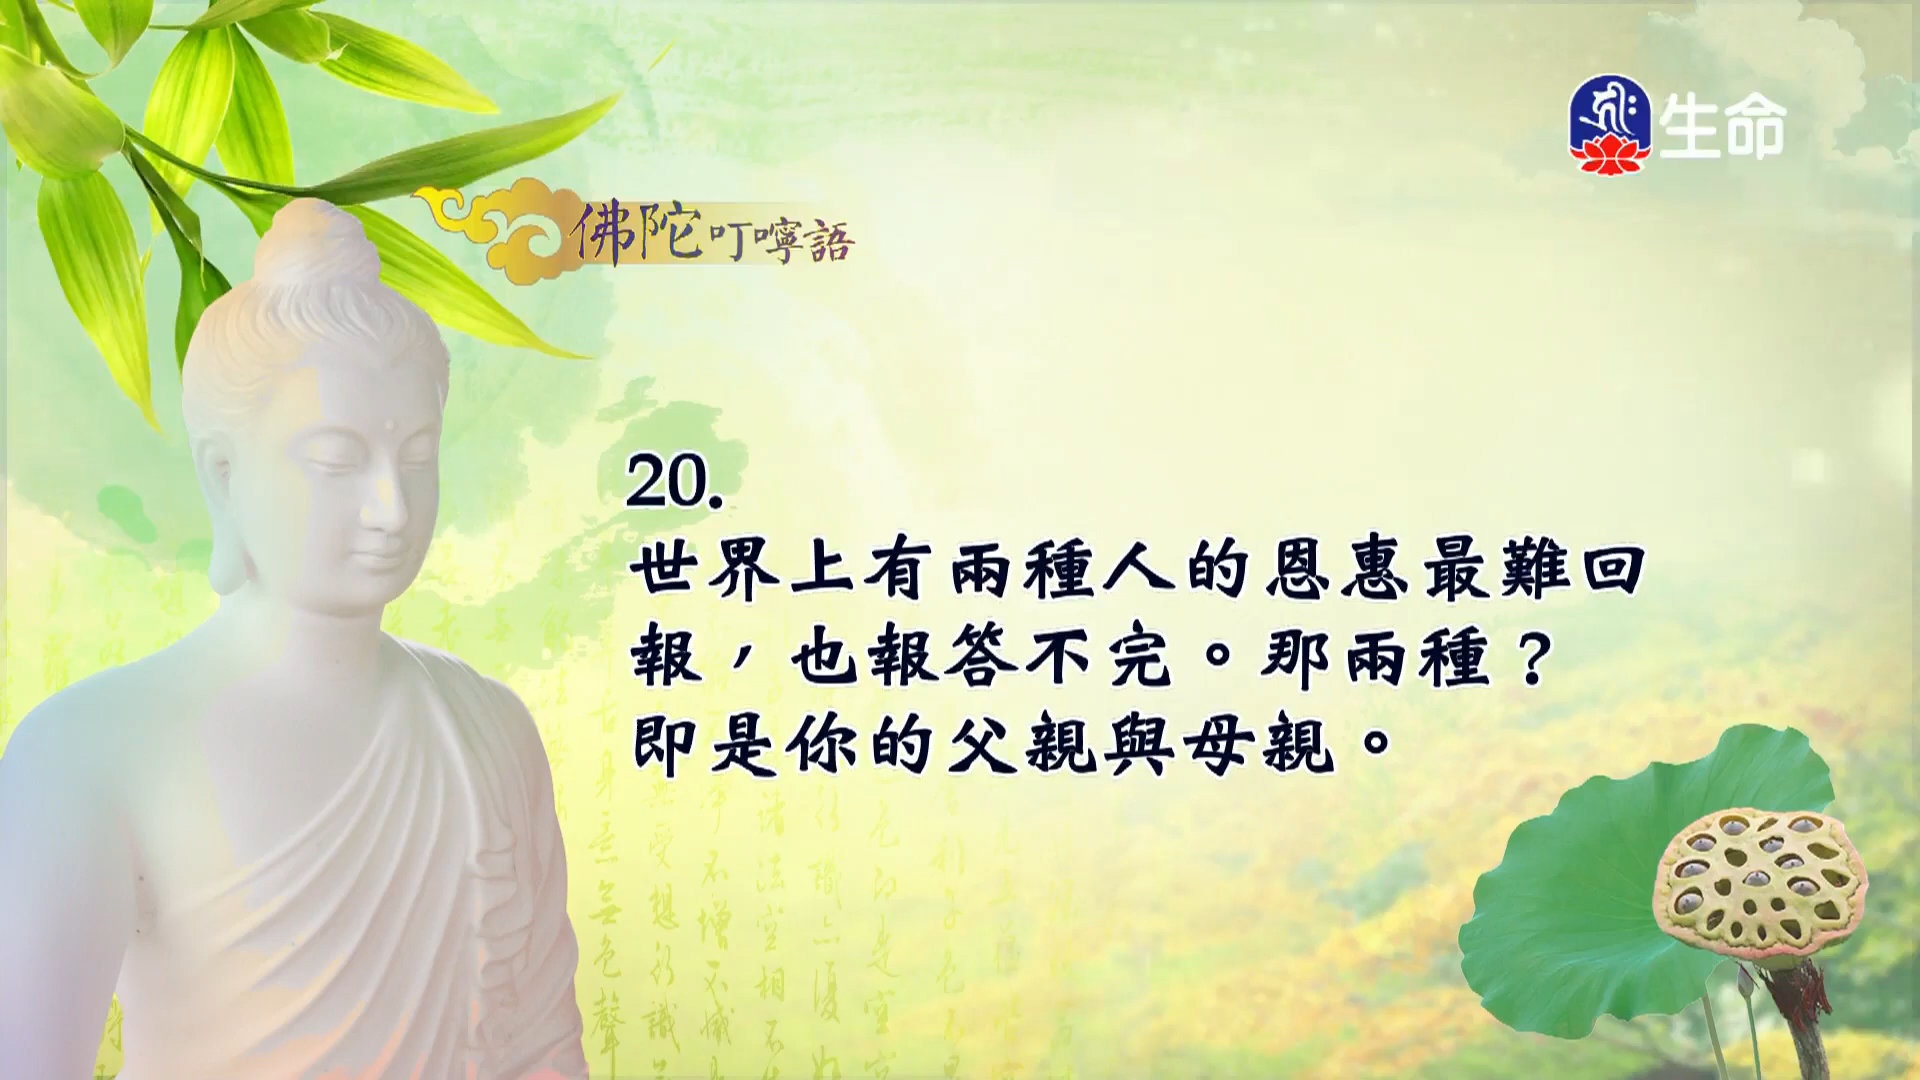 生命
佛陀叮嚀語
20.
世界上有兩種人的恩惠最難回
報，也報答不完。那兩種？
即是你的父親與母親。